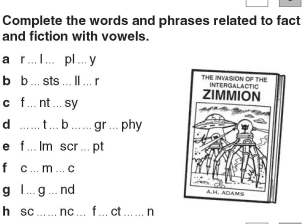 Complete the words and phrases related to fact
and fiction with vowels.
a r ... l ... pl ... y
b b ... sts ... ll ... r
c f ... nt ... sy
d ... ... t ... b ... ... gr ... phy
e f ... lm scr ... pt
f c ... m ... c
g l ... g ... nd
h sc ... ... nc ... f ... ct ... ... n
THE INVASION OF THE
INTERGALACTIC
ZIMMION
A.H. ADAMS